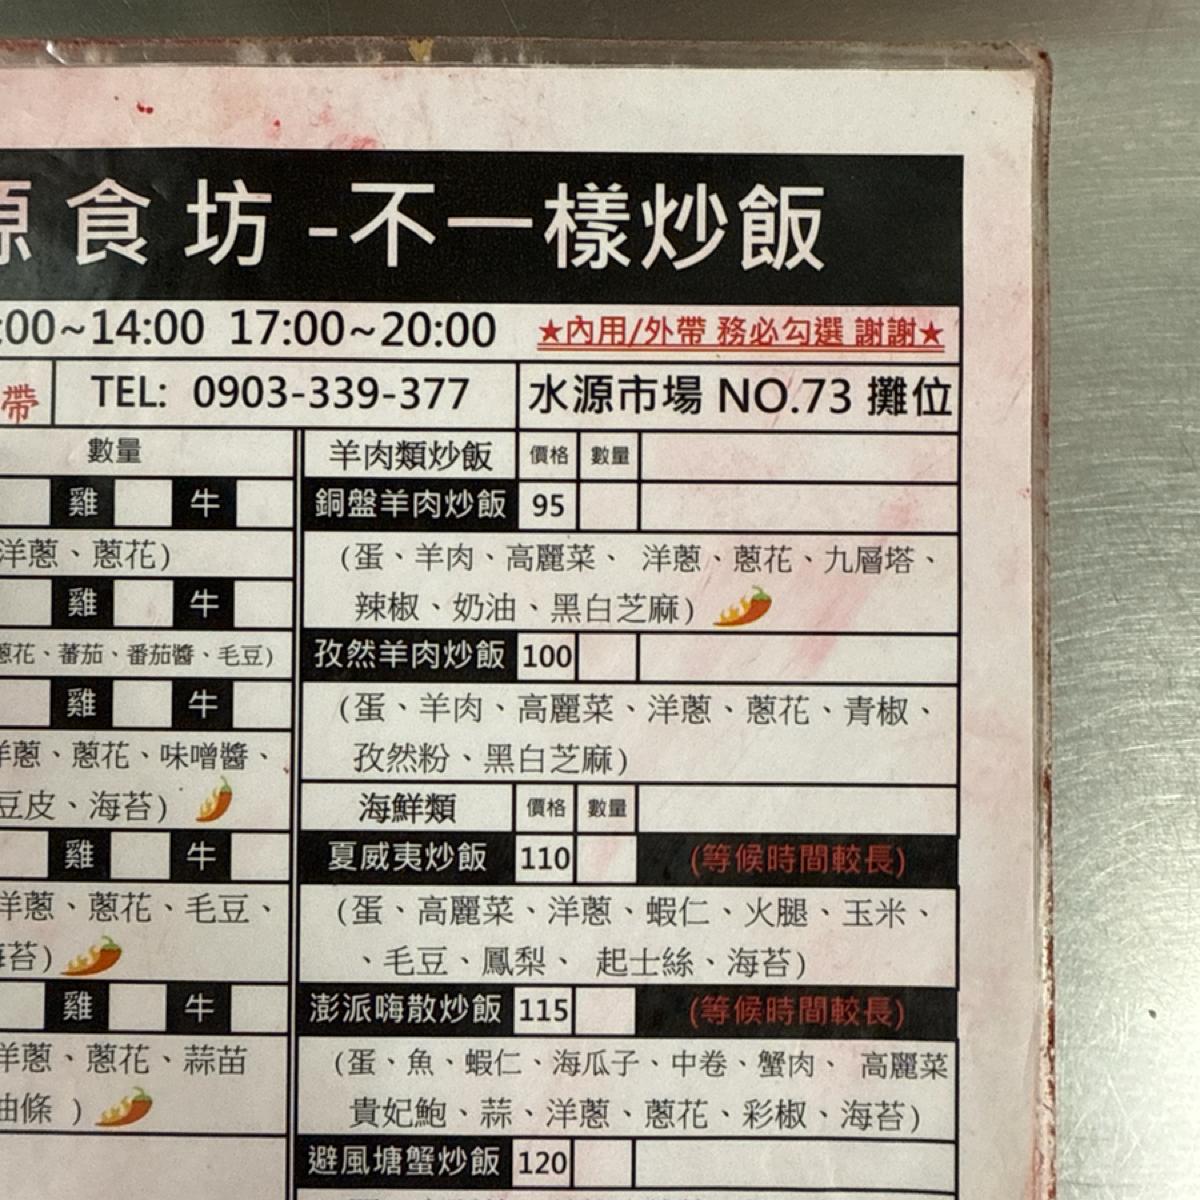 源食坊-不一樣炒飯
:00~14:00 17:00~20:00 ★內用/外帶 務必勾選 謝謝★
帶 TEL: 0903-339-377 水源市場 NO.73 攤位
數量
雞 牛
洋蔥、蔥花)
雞 牛
蔥花、蕃茄、番茄醬、毛豆)
雞 牛
洋蔥、蔥花、味噌醬、
豆皮、海苔)
雞 牛
洋蔥、蔥花、毛豆、
海苔)
雞 牛
洋蔥、蔥花、蒜苗
油條 )
羊肉類炒飯 價格 數量
銅盤羊肉炒飯 95
(蛋、羊肉、高麗菜、 洋蔥、蔥花、九層塔、
辣椒、奶油、黑白芝麻)
孜然羊肉炒飯 100
(蛋、羊肉、高麗菜、洋蔥、蔥花、青椒、
孜然粉、黑白芝麻)
海鮮類 價格 數量
夏威夷炒飯 110 (等候時間較長)
(蛋、高麗菜、洋蔥、蝦仁、火腿、玉米、
、毛豆、鳳梨、 起士絲、海苔)
澎派嗨散炒飯 115 (等候時間較長)
(蛋、魚、蝦仁、海瓜子、中卷、蟹肉、 高麗菜
貴妃鮑、蒜、洋蔥、蔥花、彩椒、海苔)
避風塘蟹炒飯 120